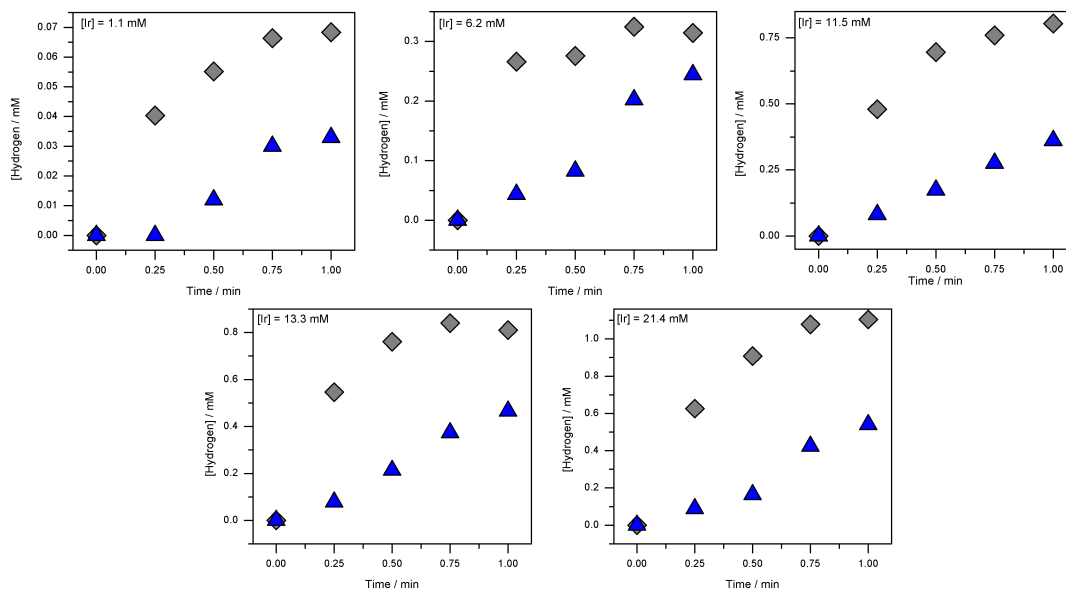 [Ir] = 1.1 mM
0.07
0.06
0.05
0.04
0.03
0.02
0.01
0.00
[Hydrogen] / mM
0.00 0.25 0.50 0.75 1.00
Time / min
[Ir] = 6.2 mM
0.3
0.2
0.1
0.0
[Hydrogen] / mM
0.00 0.25 0.50 0.75 1.00
Time / min
[Ir] = 11.5 mM
0.75
0.50
0.25
0.00
[Hydrogen] / mM
0.00 0.25 0.50 0.75 1.00
Time / min
[Ir] = 13.3 mM
0.8
0.6
0.4
0.2
0.0
[Hydrogen] / mM
0.00 0.25 0.50 0.75 1.00
Time / min
[Ir] = 21.4 mM
1.0
0.8
0.6
0.4
0.2
0.0
[Hydrogen] / mM
0.00 0.25 0.50 0.75 1.00
Time / min